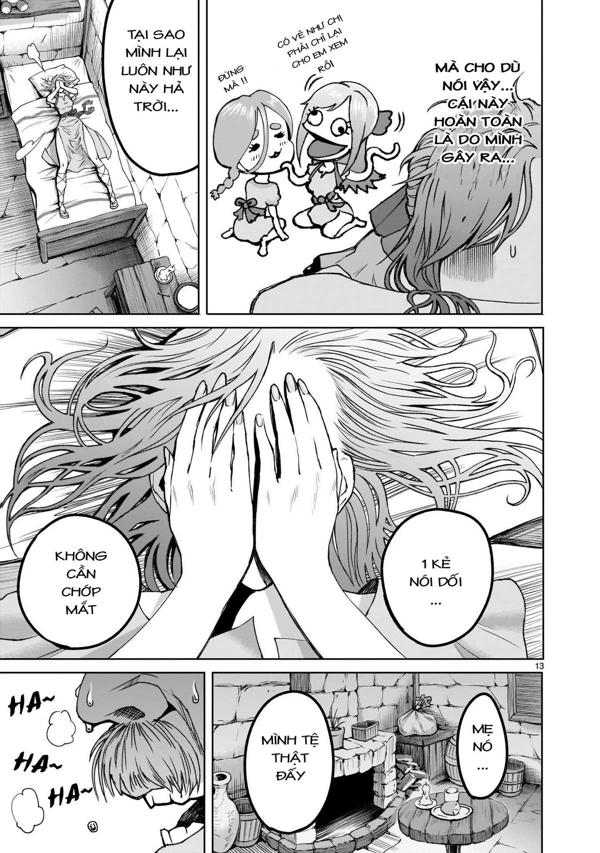 MÀ CHO DÙ
NÓI VẬY...
CÁI NÀY
HOÀN TOÀN
LÀ DO MÌNH
GÂY RA...
CÓ VẺ NHƯ CHỊ
PHẢI CHỈ LẠI
CHO EM XEM
RỒI
ĐỪNG
MÀ !!
TẠI SAO
MÌNH LẠI
LUÔN NHƯ
NÀY HẢ
TRỜI...
1 KẺ
NÓI DỐI
...
KHÔNG
CẦN
CHỚP
MẮT
13
MẸ
NÓ
...
MÌNH TỆ
THẬT
ĐẤY
HA~
HA~
HA~